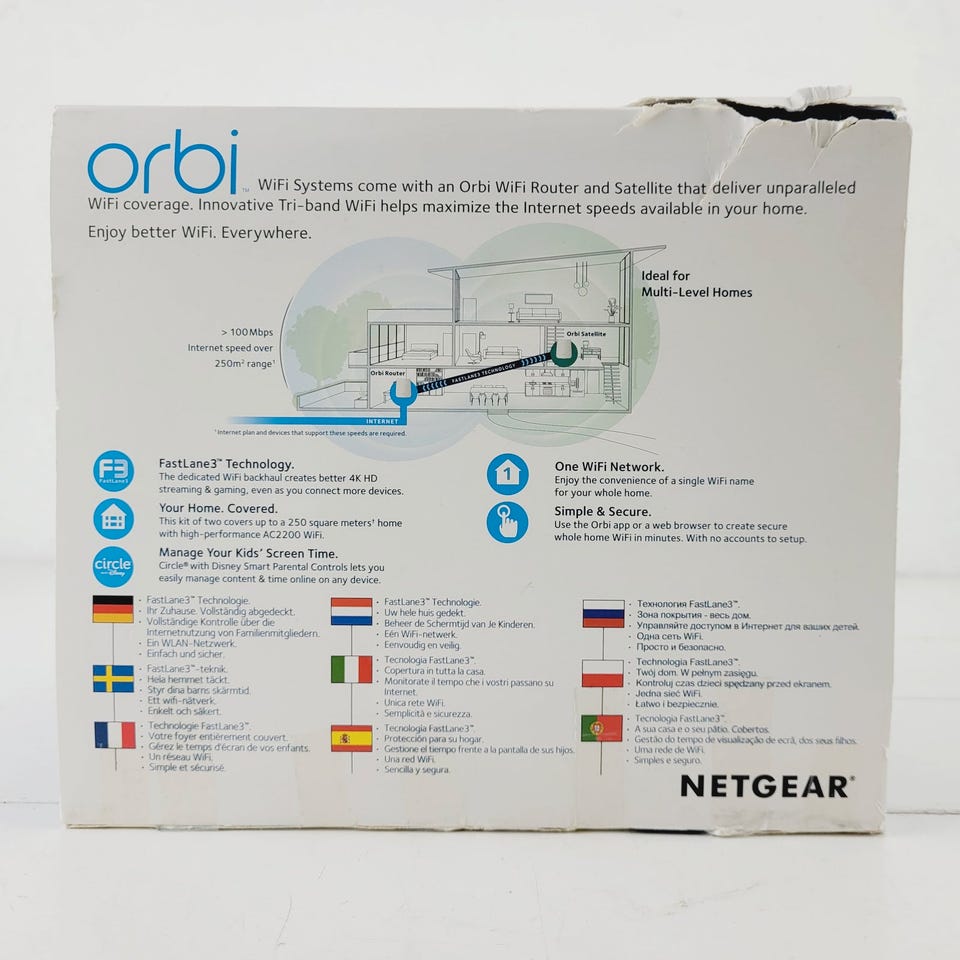 orbi™ WiFi Systems come with an Orbi WiFi Router and Satellite that deliver unparalleled
WiFi coverage. Innovative Tri-band WiFi helps maximize the Internet speeds available in your home.
Enjoy better WiFi. Everywhere.
Ideal for
Multi-Level Homes
> 100Mbps
Internet speed over
250m² range¹
Orbi Satellite
Orbi Router
FASTLANE3 TECHNOLOGY
INTERNET
¹Internet plan and devices that support these speeds are required.
F3
FastLane3
FastLane3™ Technology.
The dedicated WiFi backhaul creates better 4K HD
streaming & gaming, even as you connect more devices.
Your Home. Covered.
This kit of two covers up to a 250 square meters¹ home
with high-performance AC2200 WiFi.
circle
with Disney
Manage Your Kids' Screen Time.
Circle® with Disney Smart Parental Controls lets you
easily manage content & time online on any device.
1
One WiFi Network.
Enjoy the convenience of a single WiFi name
for your whole home.
Simple & Secure.
Use the Orbi app or a web browser to create secure
whole home WiFi in minutes. With no accounts to setup.
· FastLane3™ Technologie.
· Ihr Zuhause. Vollständig abgedeckt.
· Vollständige Kontrolle über die
Internetnutzung von Familienmitgliedern.
· Ein WLAN-Netzwerk.
· Einfach und sicher.
· FastLane3™-teknik.
· Hela hemmet täckt.
· Styr dina barns skärmtid.
· Ett wifi-nätverk.
· Enkelt och säkert.
· Technologie FastLane3™.
· Votre foyer entièrement couvert.
· Gérez le temps d'écran de vos enfants.
· Un réseau WiFi.
· Simple et sécurisé.
· FastLane3™ Technologie.
· Uw hele huis gedekt.
· Beheer de Schermtijd van Je Kinderen.
· Eén WiFi-netwerk.
· Eenvoudig en veilig.
· Tecnologia FastLane3™.
· Copertura in tutta la casa.
· Monitorate il tempo che i vostri passano su
Internet.
· Unica rete WiFi.
· Semplicità e sicurezza.
· Tecnología FastLane3™.
· Protección para su hogar.
· Gestione el tiempo frente a la pantalla de sus hijos.
· Una red WiFi.
· Sencilla y segura.
· Технология FastLane3™.
· Зона покрытия - весь дом.
· Управляйте доступом в Интернет для ваших детей.
· Одна сеть WiFi.
· Просто и безопасно.
· Technologia FastLane3™.
· Twój dom. W pełnym zasięgu.
· Kontroluj czas dzieci spędzany przed ekranem.
· Jedna sieć WiFi.
· Łatwo i bezpiecznie.
· Tecnologia FastLane3™.
· A sua casa e o seu pátio. Cobertos.
· Gestão do tempo de visualização de ecrã, dos seus filhos.
· Uma rede de WiFi.
· Simples e seguro.
NETGEAR®